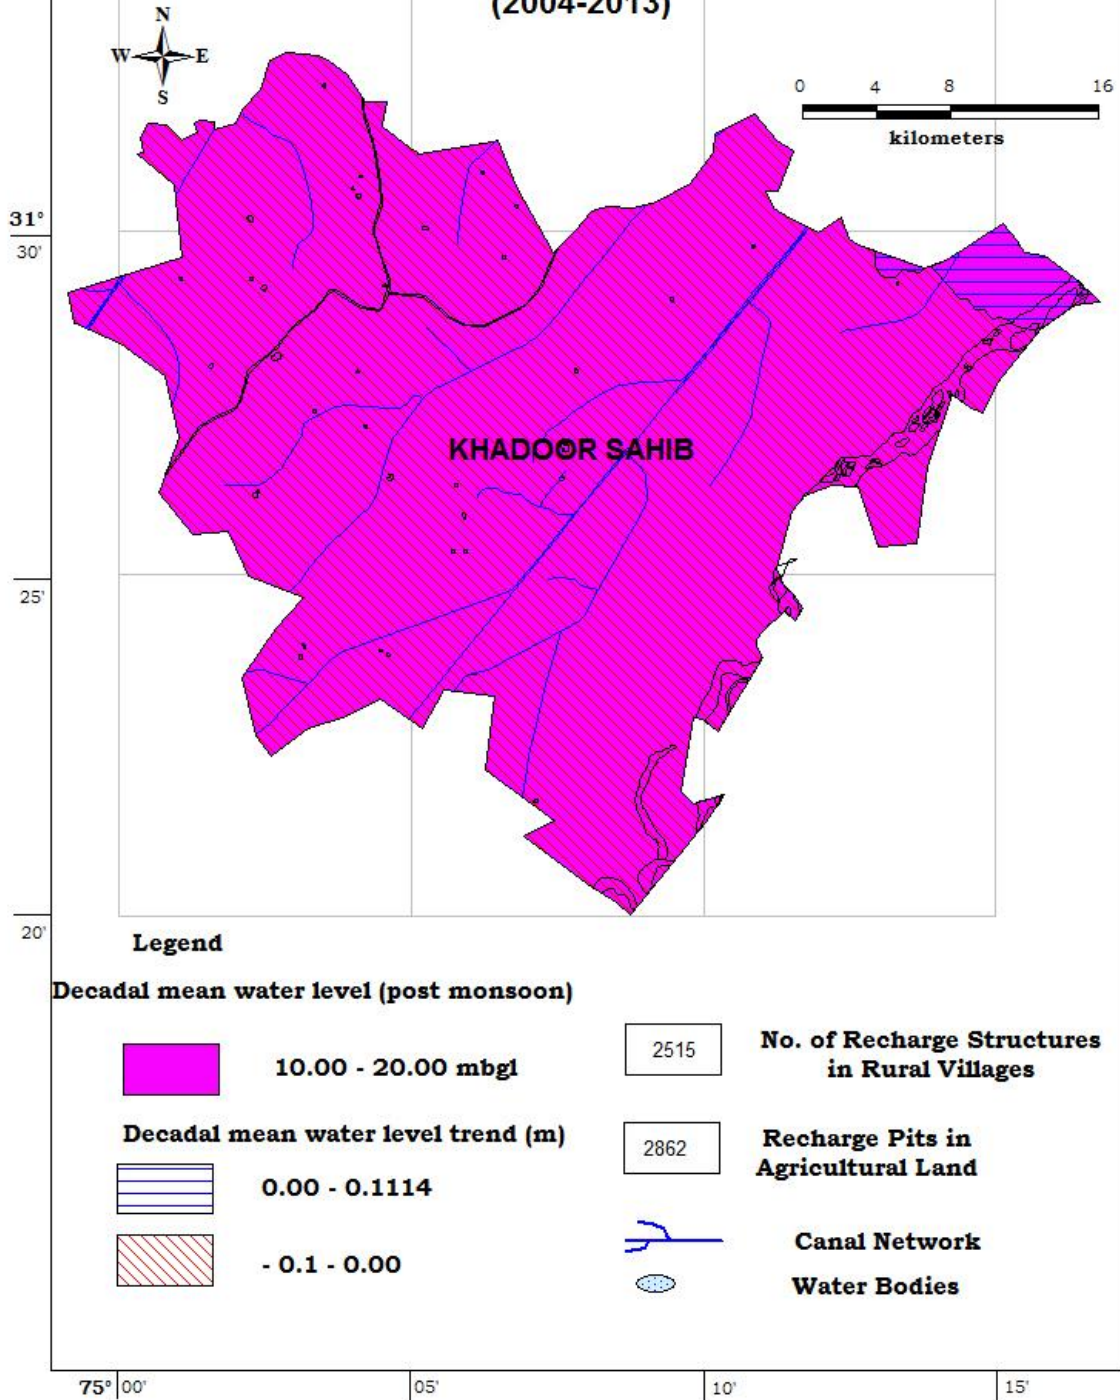 (2004-2013)
N
W E
S
0 4 8 16
kilometers
31°
30'
KHADOOR SAHIB
25'
20'
Legend
Decadal mean water level (post monsoon)
10.00 - 20.00 mbgl
2515
No. of Recharge Structures
in Rural Villages
Decadal mean water level trend (m)
0.00 - 0.1114
2862
Recharge Pits in
Agricultural Land
- 0.1 - 0.00
Canal Network
Water Bodies
75° 00' 05' 10' 15'